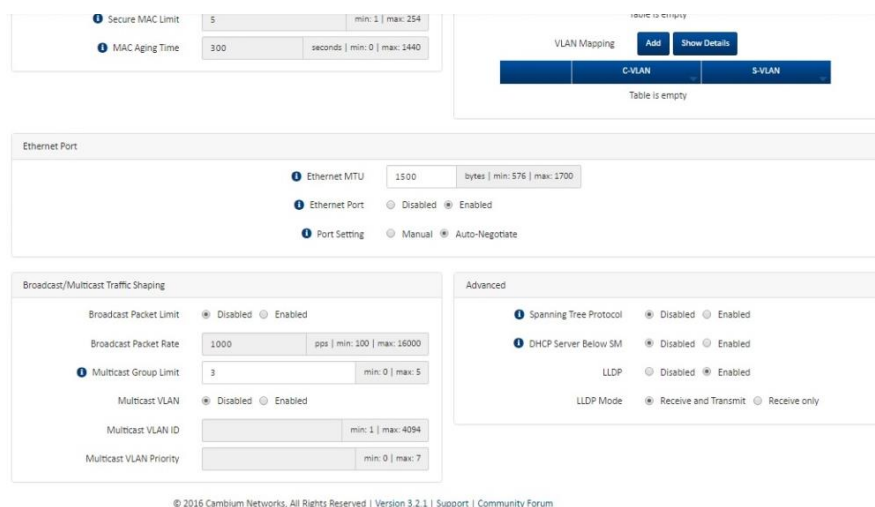 Secure MAC Limit 5 min: 1 | max: 254
MAC Aging Time 300 seconds | min: 0 | max: 1440
Table is empty
VLAN Mapping Add Show Details
C-VLAN S-VLAN
Table is empty
Ethernet Port
Ethernet MTU 1500 bytes | min: 576 | max: 1700
Ethernet Port Disabled Enabled
Port Setting Manual Auto-Negotiate
Broadcast/Multicast Traffic Shaping
Broadcast Packet Limit Disabled Enabled
Broadcast Packet Rate 1000 pps | min: 100 | max: 16000
Multicast Group Limit 3 min: 0 | max: 5
Multicast VLAN Disabled Enabled
Multicast VLAN ID min: 1 | max: 4094
Multicast VLAN Priority min: 0 | max: 7
Advanced
Spanning Tree Protocol Disabled Enabled
DHCP Server Below SM Disabled Enabled
LLDP Disabled Enabled
LLDP Mode Receive and Transmit Receive only
© 2016 Cambium Networks. All Rights Reserved | Version 3.2.1 | Support | Community Forum